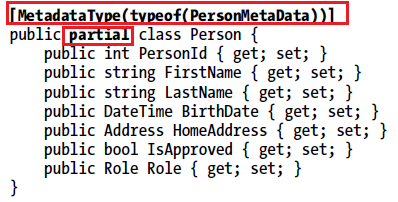 [MetadataType(typeof(PersonMetaData))]
public partial class Person {
    public int PersonId { get; set; }
    public string FirstName { get; set; }
    public string LastName { get; set; }
    public DateTime BirthDate { get; set; }
    public Address HomeAddress { get; set; }
    public bool IsApproved { get; set; }
    public Role Role { get; set; }
}